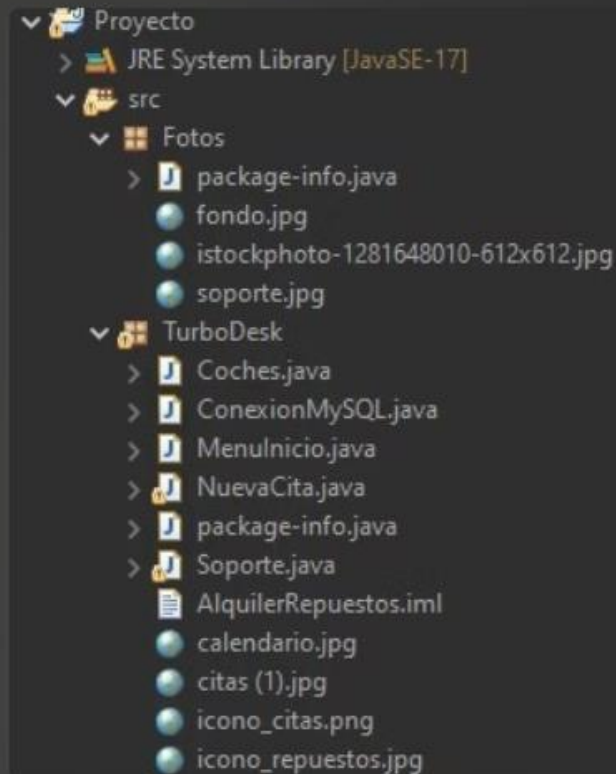 Proyecto
JRE System Library [JavaSE-17]
src
Fotos
package-info.java
fondo.jpg
istockphoto-1281648010-612x612.jpg
soporte.jpg
TurboDesk
Coches.java
ConexionMySQL.java
MenuInicio.java
NuevaCita.java
package-info.java
Soporte.java
AlquilerRepuestos.iml
calendario.jpg
citas (1).jpg
icono_citas.png
icono_repuestos.jpg